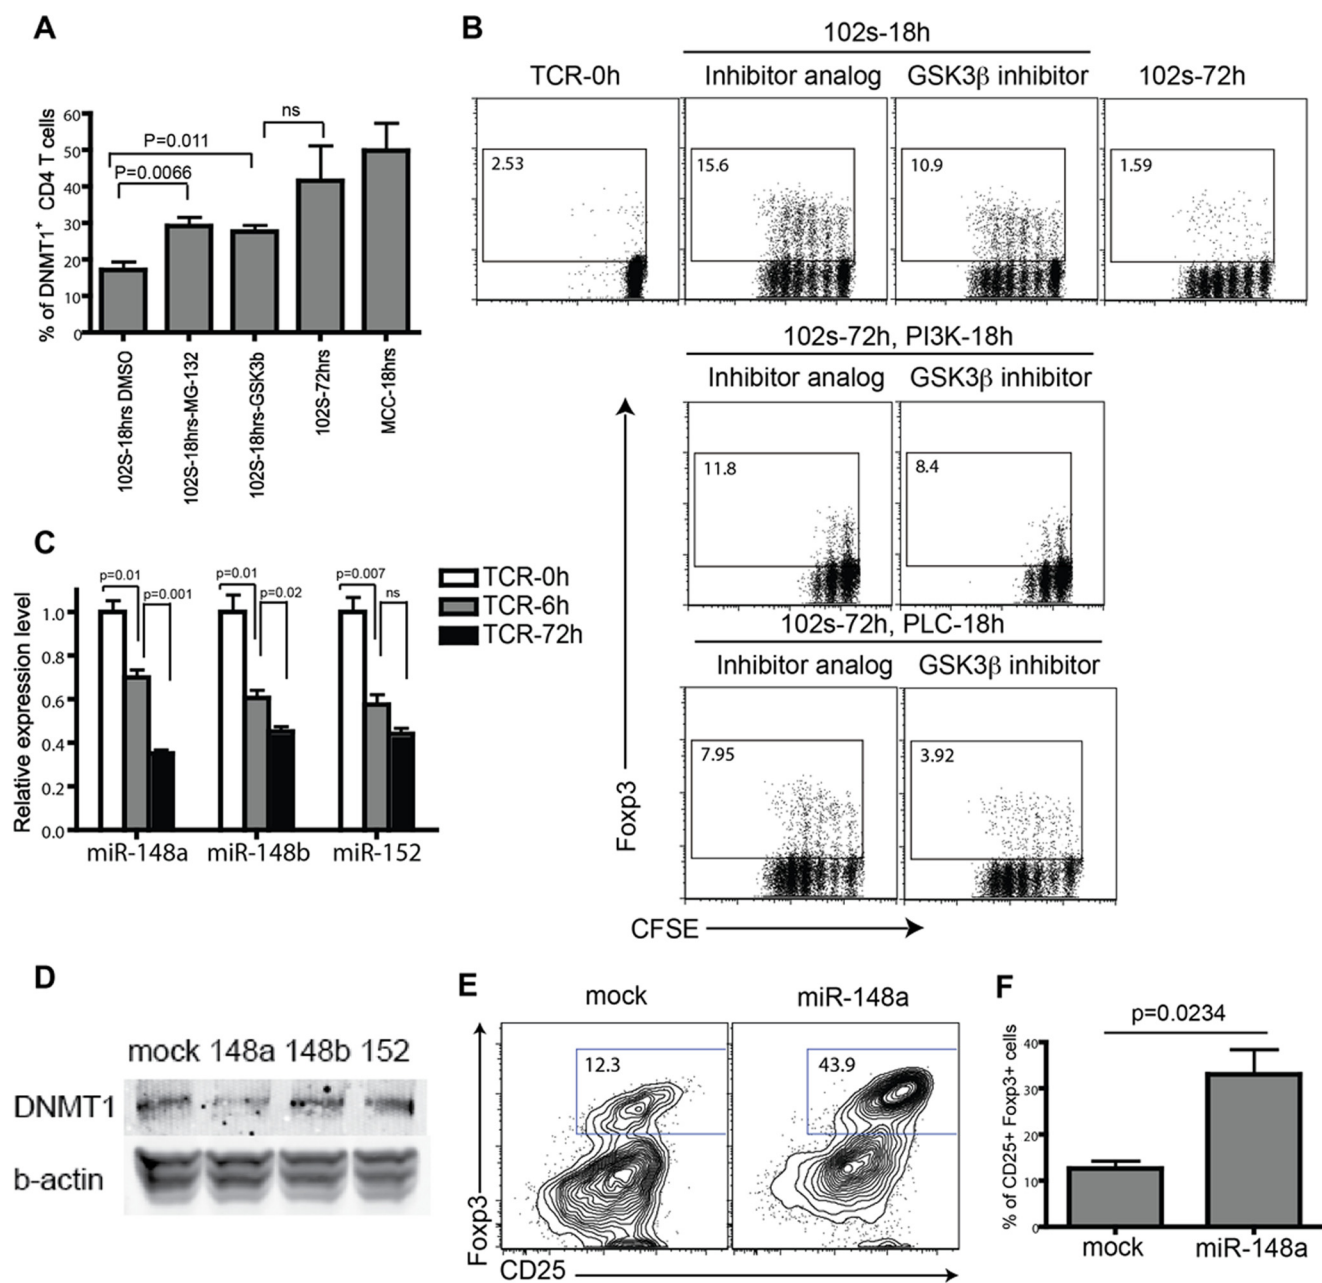 A
% of DNMT1+ CD4 T cells
60
50
40
30
20
10
0
P=0.0066
P=0.011
ns
102S-18hrs DMSO
102S-18hrs-MG-132
102S-18hrs-GSK3b
102S-72hrs
MCC-18hrs
B
102s-18h
TCR-0h
Inhibitor analog
GSK3β inhibitor
102s-72h
2.53
15.6
10.9
1.59
102s-72h, PI3K-18h
Inhibitor analog
GSK3β inhibitor
11.8
8.4
102s-72h, PLC-18h
Inhibitor analog
GSK3β inhibitor
7.95
3.92
Foxp3
CFSE
C
Relative expression level
1.0
0.8
0.6
0.4
0.2
0.0
p=0.01
p=0.001
p=0.01
p=0.02
p=0.007
ns
miR-148a
miR-148b
miR-152
TCR-0h
TCR-6h
TCR-72h
D
mock 148a 148b 152
DNMT1
b-actin
E
mock
miR-148a
12.3
43.9
Foxp3
CD25
F
p=0.0234
% of CD25+ Foxp3+ cells
40
30
20
10
0
mock
miR-148a